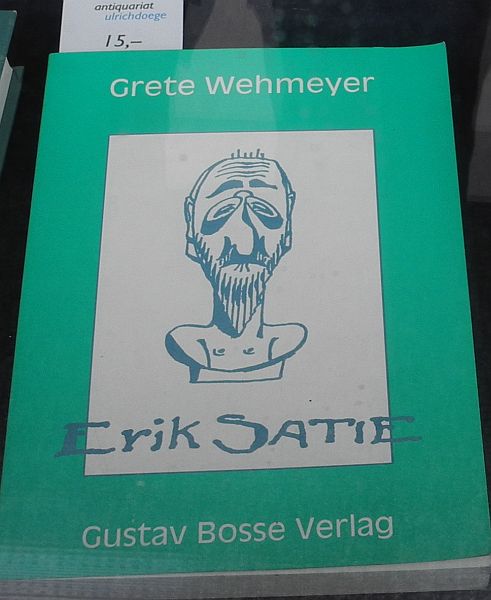 antiquariat
ulrichdoege
15,–
Grete Wehmeyer
Erik SATIE
Gustav Bosse Verlag